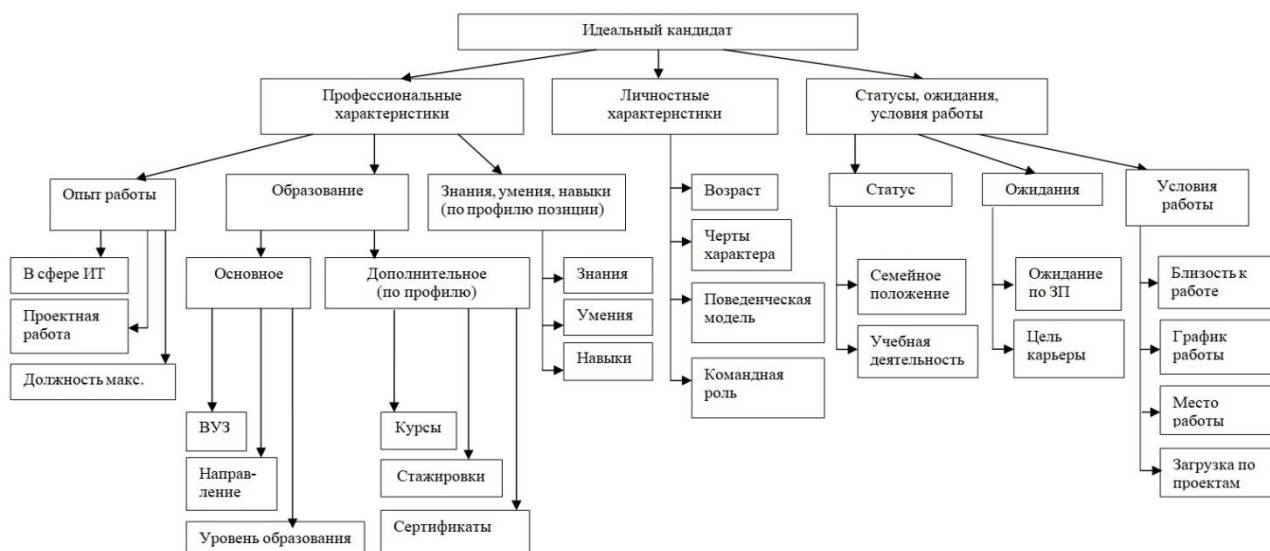 Идеальный кандидат
Профессиональные
характеристики
Личностные
характеристики
Статусы, ожидания,
условия работы
Опыт работы
Образование
Знания, умения, навыки
(по профилю позиции)
Возраст
Статус
Ожидания
Условия
работы
Черты
характера
В сфере ИТ
Основное
Дополнительное
(по профилю)
Знания
Семейное
положение
Ожидание
по ЗП
Близость к
работе
Проектная
работа
Умения
Поведенческая
модель
Навыки
Учебная
деятельность
Цель
карьеры
График
работы
Должность макс.
Командная
роль
ВУЗ
Курсы
Место
работы
Направ-
ление
Стажировки
Загрузка по
проектам
Уровень образования
Сертификаты